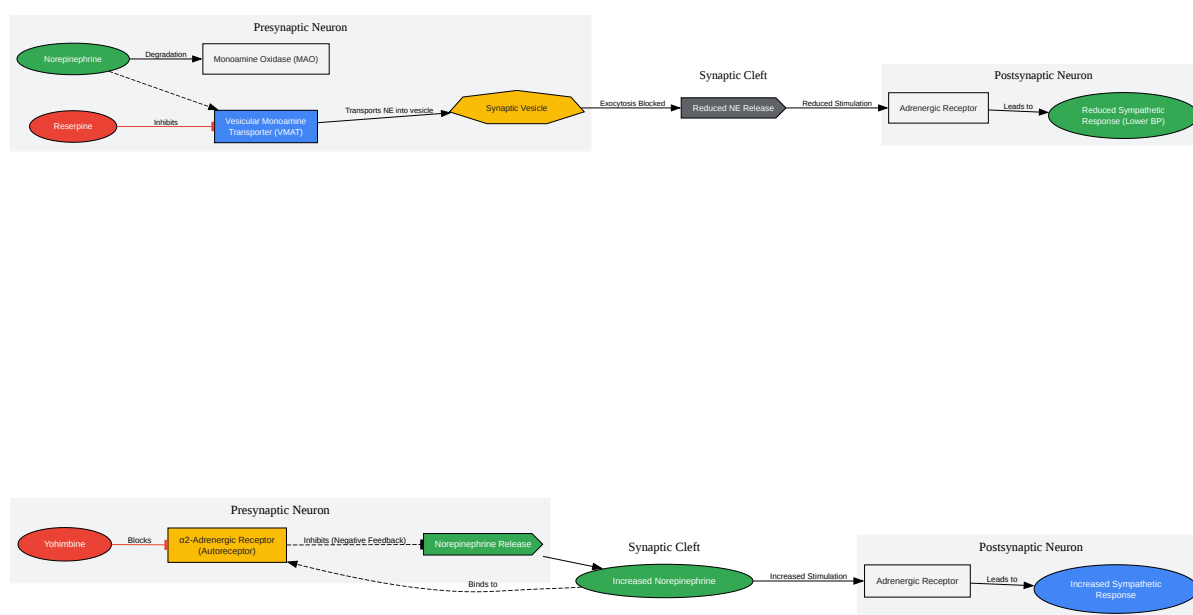 Presynaptic Neuron
Norepinephrine
Degradation
Monoamine Oxidase (MAO)
Reserpine
Inhibits
Vesicular Monoamine
Transporter (VMAT)
Transports NE into vesicle
Synaptic Vesicle
Exocytosis Blocked
Synaptic Cleft
Reduced NE Release
Reduced Stimulation
Postsynaptic Neuron
Adrenergic Receptor
Leads to
Reduced Sympathetic
Response (Lower BP)
Presynaptic Neuron
Yohimbine
Blocks
α2-Adrenergic Receptor
(Autoreceptor)
Inhibits (Negative Feedback)
Norepinephrine Release
Binds to
Synaptic Cleft
Increased Norepinephrine
Increased Stimulation
Postsynaptic Neuron
Adrenergic Receptor
Leads to
Increased Sympathetic
Response